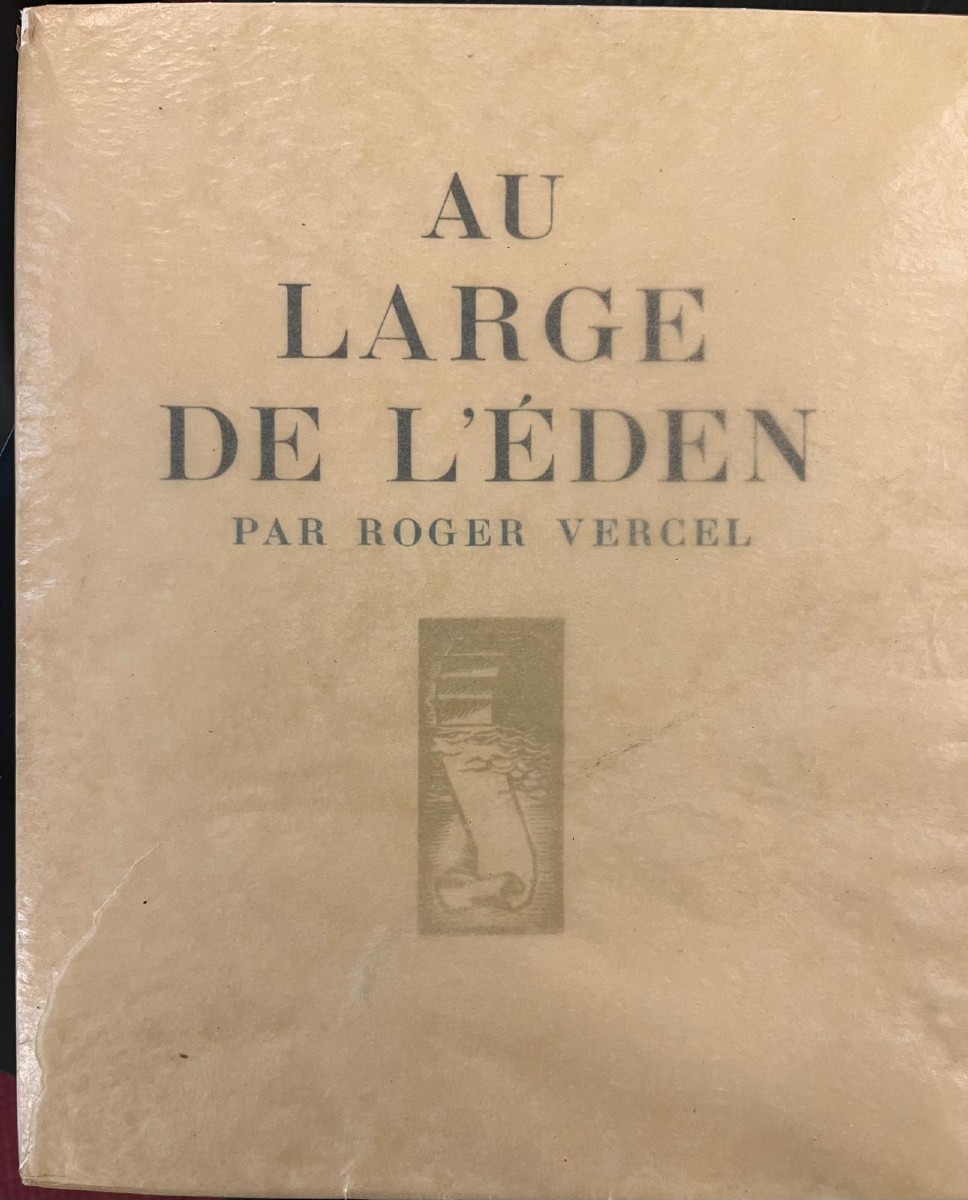 AU
LARGE
DE L'ÉDEN
PAR ROGER VERCEL